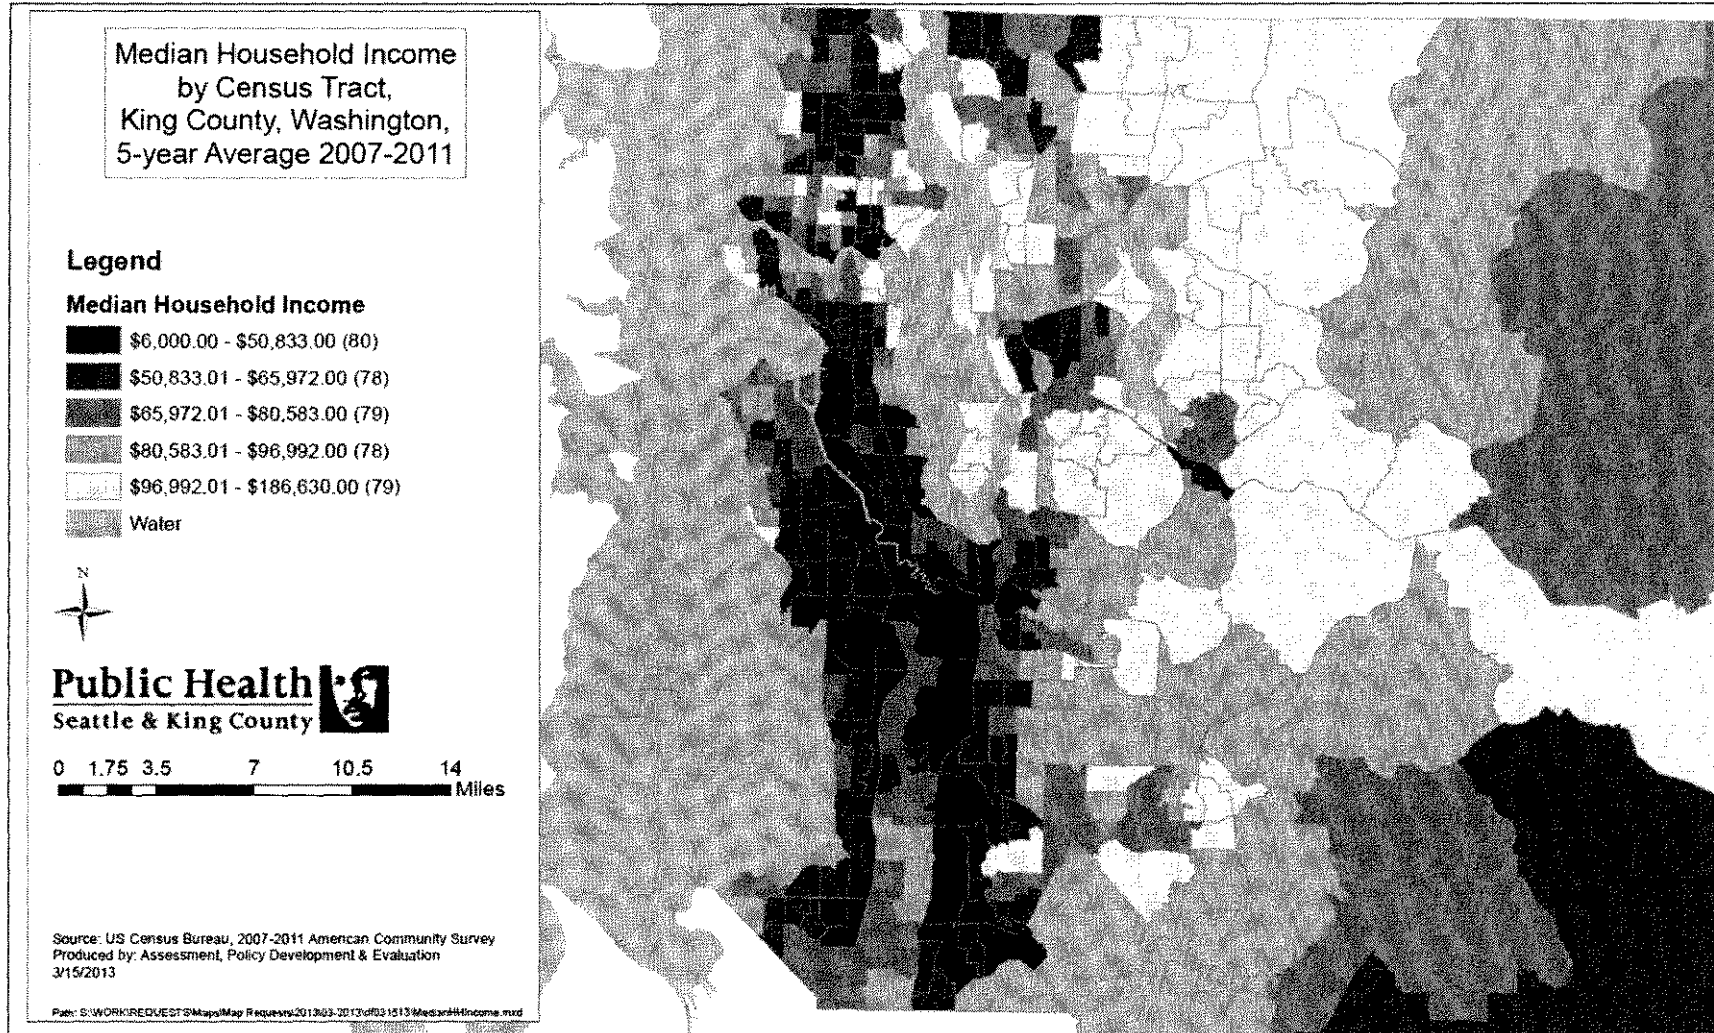 Median Household Income
by Census Tract,
King County, Washington,
5-year Average 2007-2011
Legend
Median Household Income
$6,000.00 - $50,833.00 (80)
$50,833.01 - $65,972.00 (78)
$65,972.01 - $80,583.00 (79)
$80,583.01 - $96,992.00 (78)
$96,992.01 - $186,630.00 (79)
Water
N
Public Health
Seattle & King County
0 1.75 3.5 7 10.5 14
Miles
Source: US Census Bureau, 2007-2011 American Community Survey
Produced by: Assessment, Policy Development & Evaluation
3/15/2013